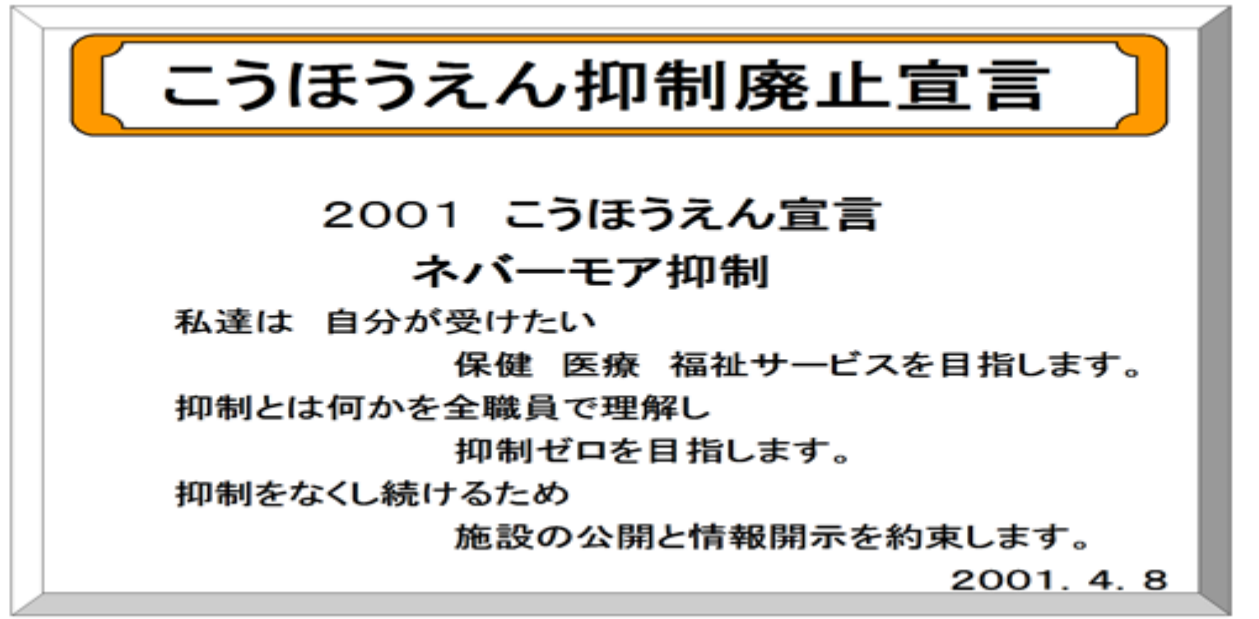 こうほうえん抑制廃止宣言
2001　こうほうえん宣言
ネバーモア抑制
私達は　自分が受けたい
保健　医療　福祉サービスを目指します。
抑制とは何かを全職員で理解し
抑制ゼロを目指します。
抑制をなくし続けるため
施設の公開と情報開示を約束します。
2001．4．8